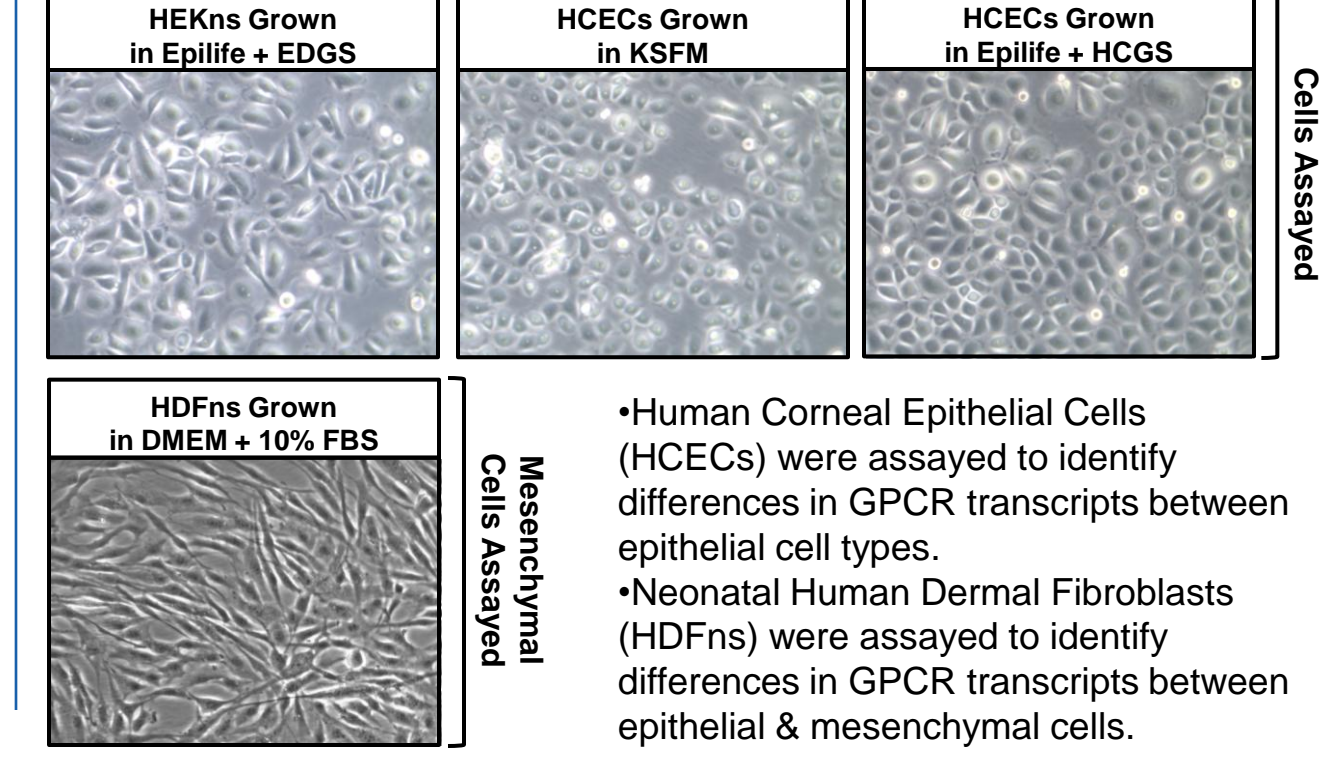 HEKns Grown
in Epilife + EDGS
HCECs Grown
in KSFM
HCECs Grown
in Epilife + HCGS
Cells Assayed
HDFns Grown
in DMEM + 10% FBS
Mesenchymal
Cells Assayed
•Human Corneal Epithelial Cells
(HCECs) were assayed to identify
differences in GPCR transcripts between
epithelial cell types.
•Neonatal Human Dermal Fibroblasts
(HDFns) were assayed to identify
differences in GPCR transcripts between
epithelial & mesenchymal cells.